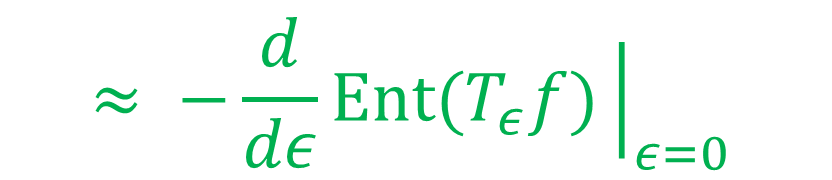 ≈ − d/dϵ Ent(T_ϵ f) |_{ϵ=0}